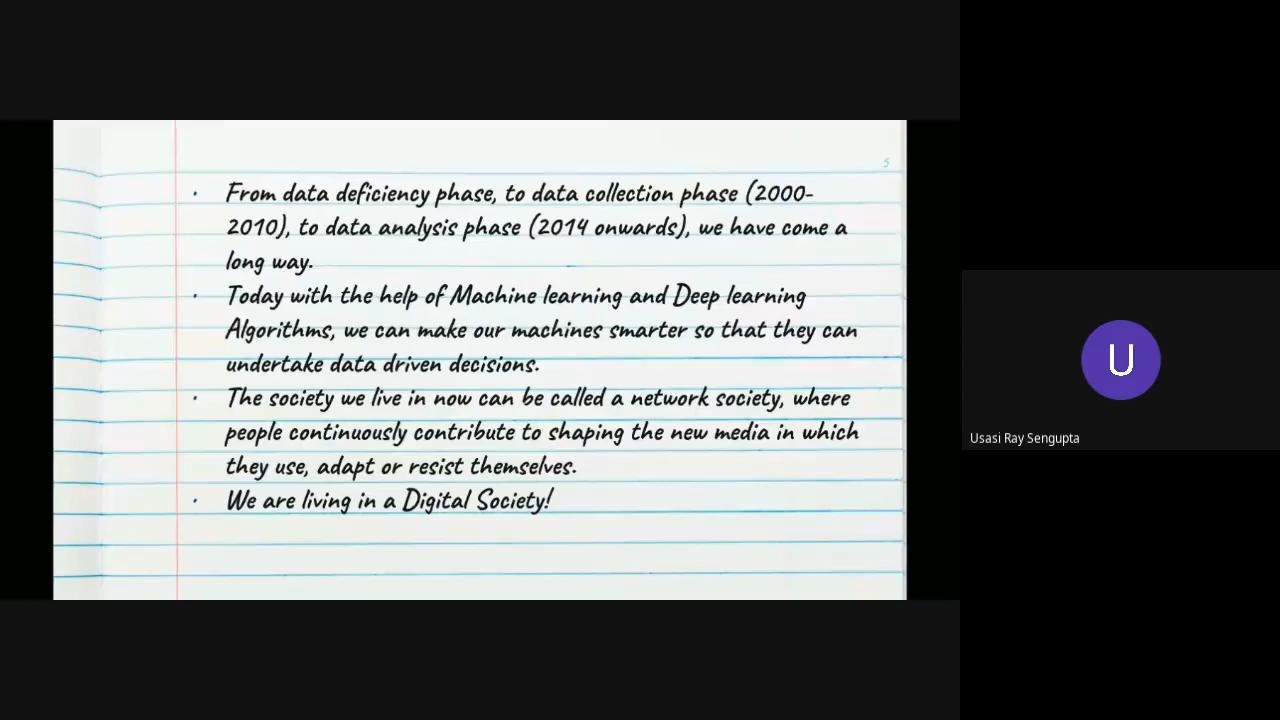 5
· From data deficiency phase, to data collection phase (2000-
2010), to data analysis phase (2014 onwards), we have come a
long way.
· Today with the help of Machine learning and Deep learning
Algorithms, we can make our machines smarter so that they can
undertake data driven decisions.
· The society we live in now can be called a network society, where
people continuously contribute to shaping the new media in which
they use, adapt or resist themselves.
· We are living in a Digital Society!
U
Usasi Ray Sengupta